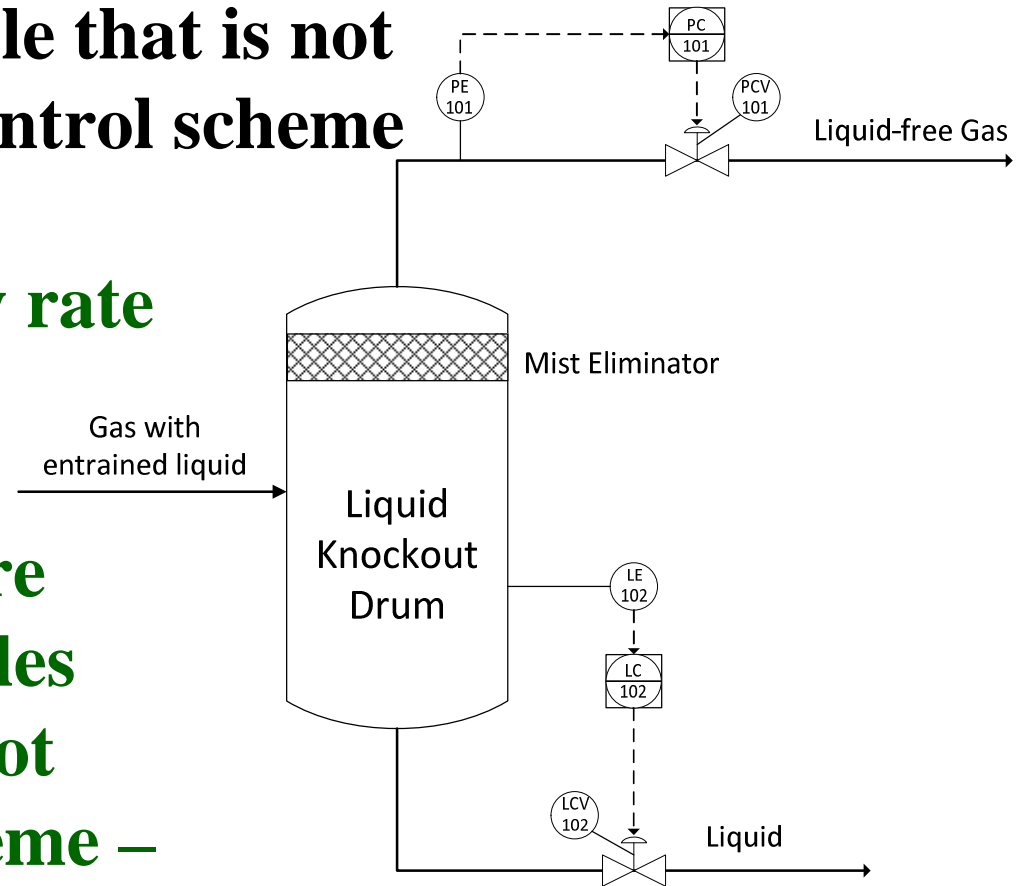 le that is not
ntrol scheme
rate
re
les
ot
eme –
PC
101
PE
101
PCV
101
Liquid-free Gas
Mist Eliminator
Gas with
entrained liquid
Liquid
Knockout
Drum
LE
102
LC
102
LCV
102
Liquid